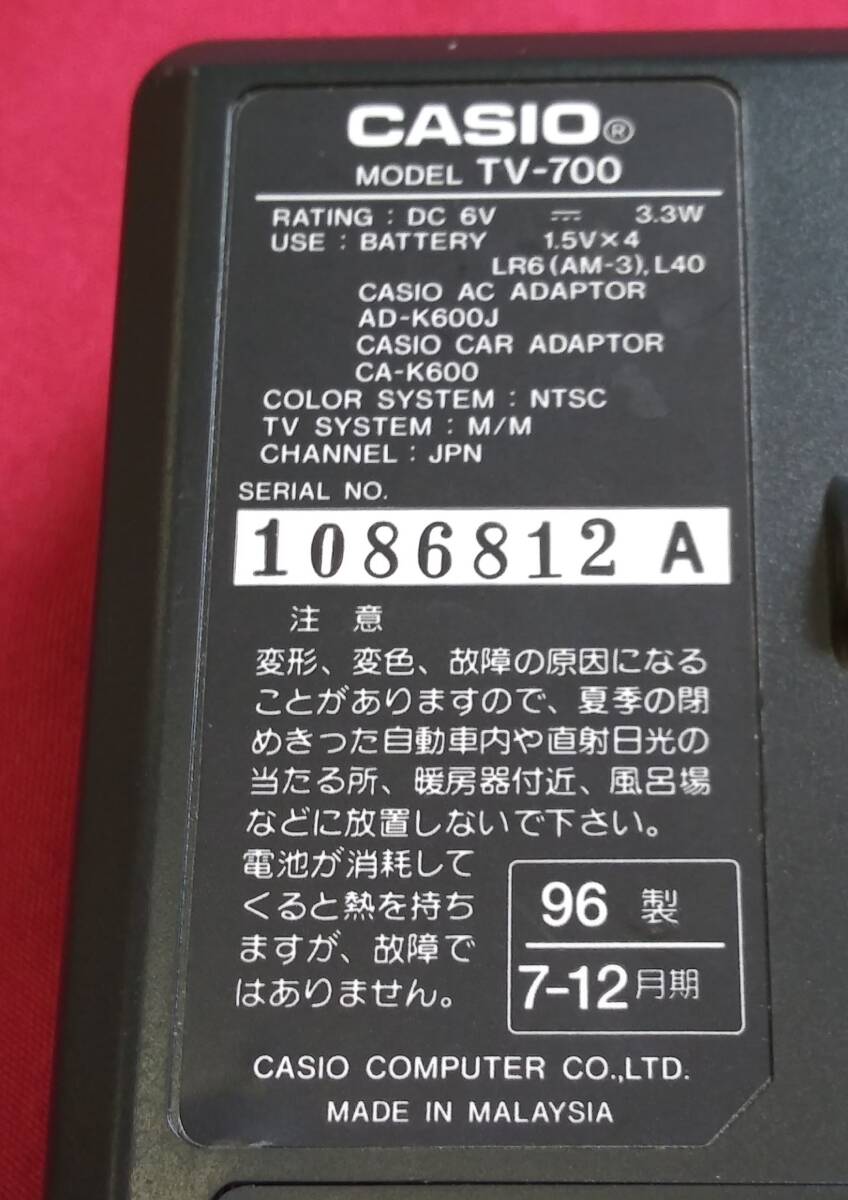 CASIO®
MODEL TV-700
RATING : DC 6V ⎓ 3.3W
USE : BATTERY 1.5V×4
LR6(AM-3), L40
CASIO AC ADAPTOR
AD-K600J
CASIO CAR ADAPTOR
CA-K600
COLOR SYSTEM : NTSC
TV SYSTEM : M/M
CHANNEL : JPN
SERIAL NO.
1086812 A
注 意
変形、変色、故障の原因になる
ことがありますので、夏季の閉
めきった自動車内や直射日光の
当たる所、暖房器付近、風呂場
などに放置しないで下さい。
電池が消耗して
くると熱を持ち
ますが、故障で
はありません。
96 製
7-12月期
CASIO COMPUTER CO.,LTD.
MADE IN MALAYSIA